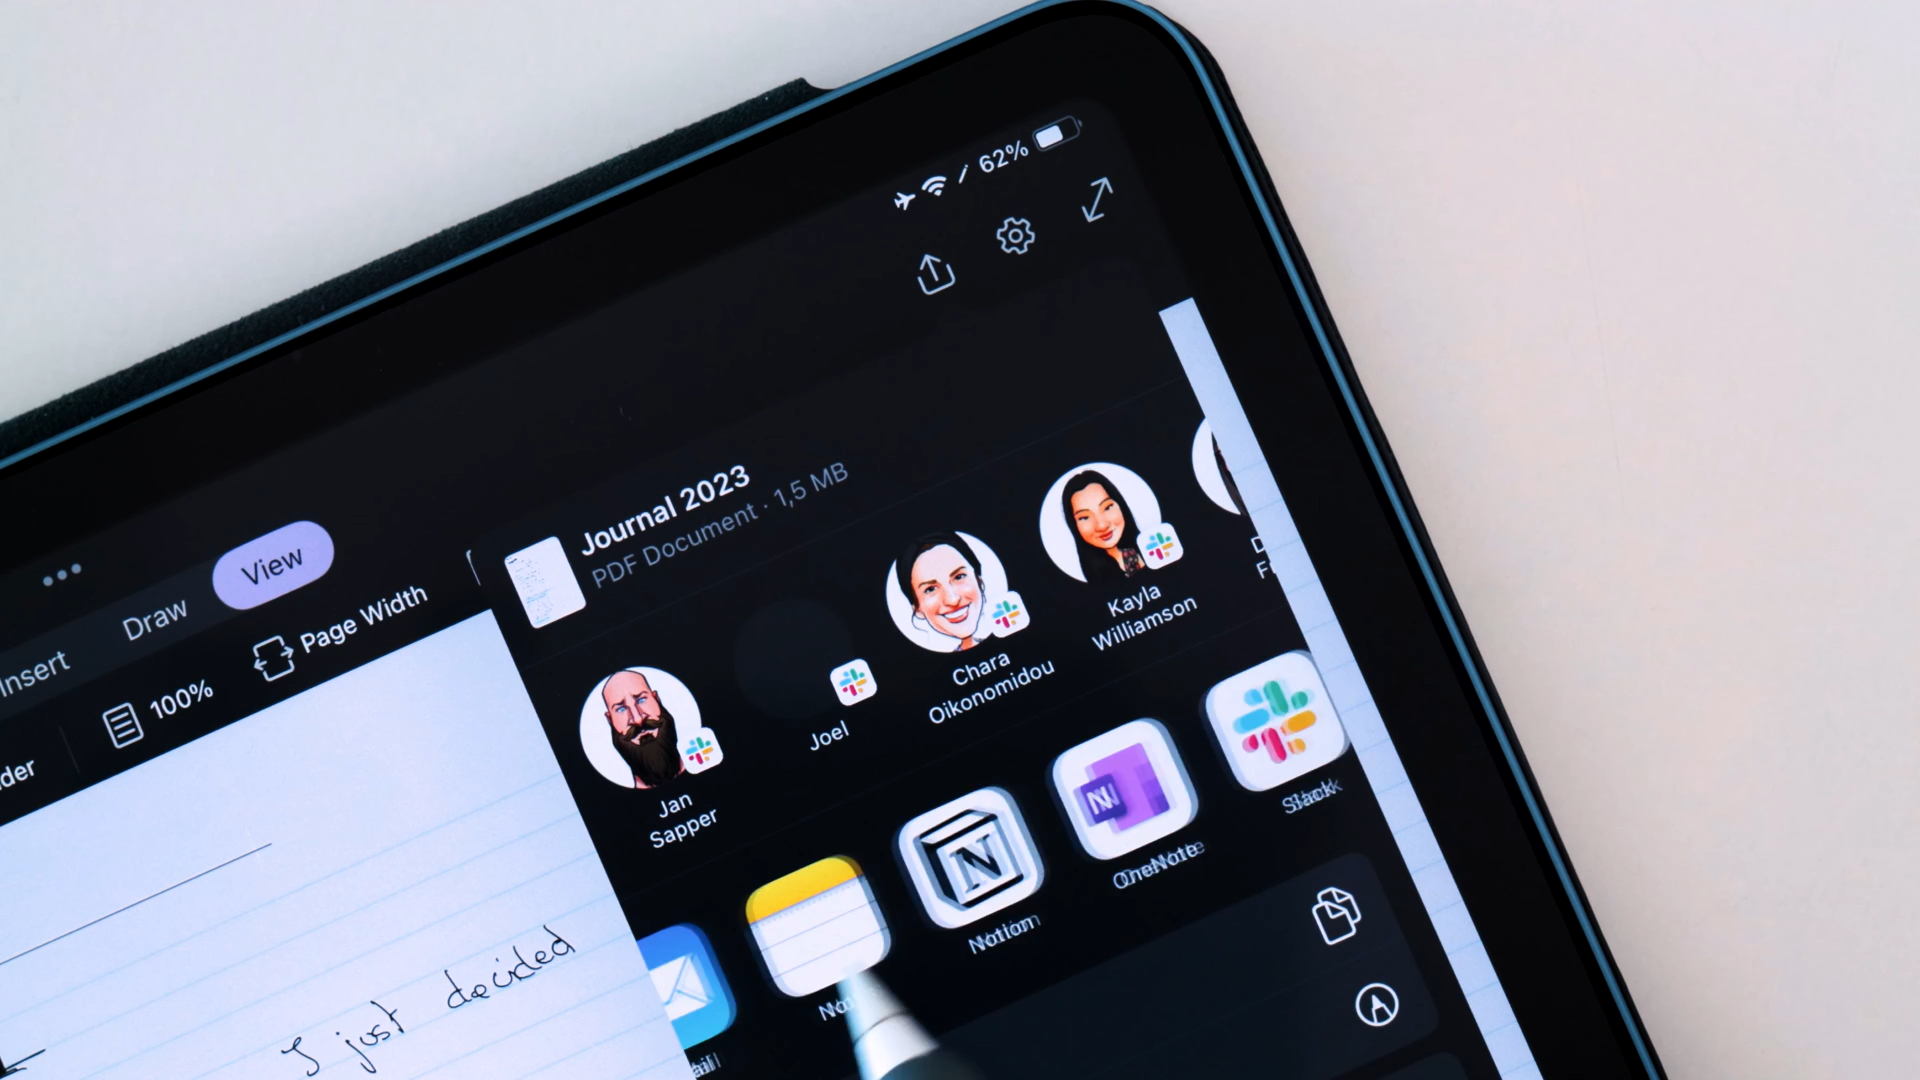 62%
Journal 2023
PDF Document · 1,5 MB
View
Draw
Insert
Page Width
100%
Jan
Sapper
Joel
Chara
Oikonomidou
Kayla
Williamson
Slack
OneNote
Notion
N
N
I just decided